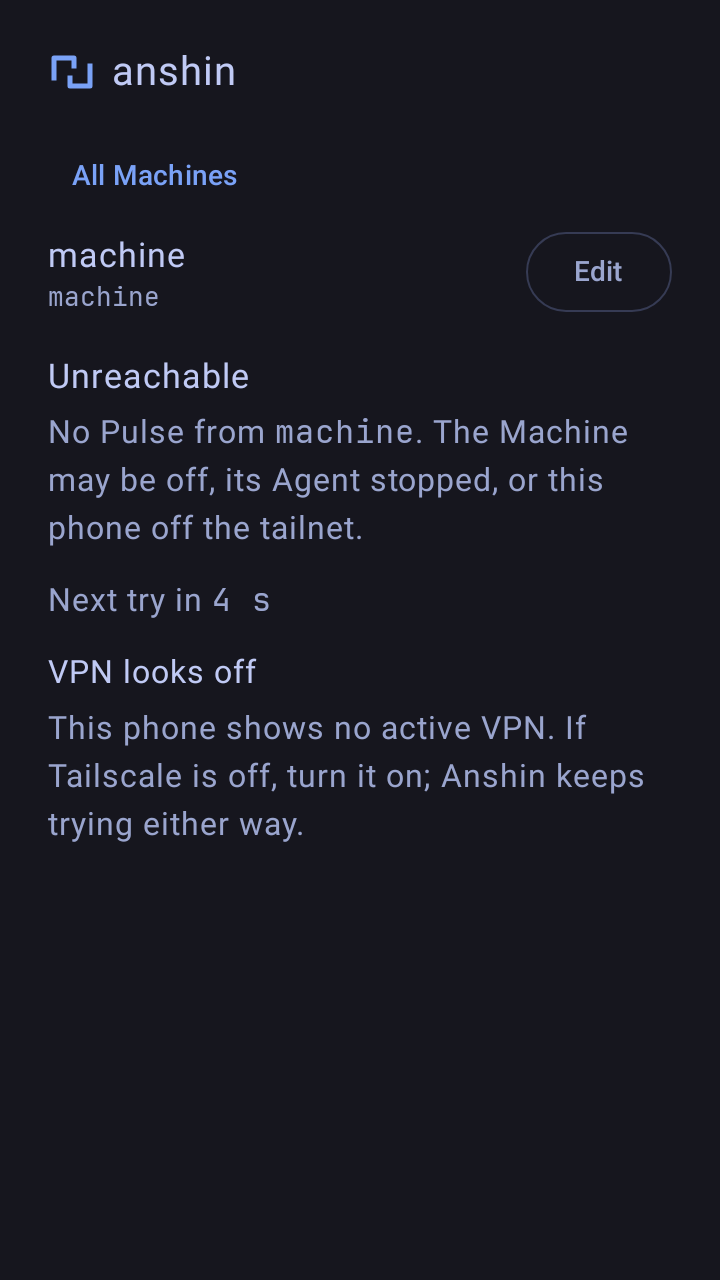 anshin
All Machines
machine
machine
Edit
Unreachable
No Pulse from machine. The Machine
may be off, its Agent stopped, or this
phone off the tailnet.
Next try in 4 s
VPN looks off
This phone shows no active VPN. If
Tailscale is off, turn it on; Anshin keeps
trying either way.